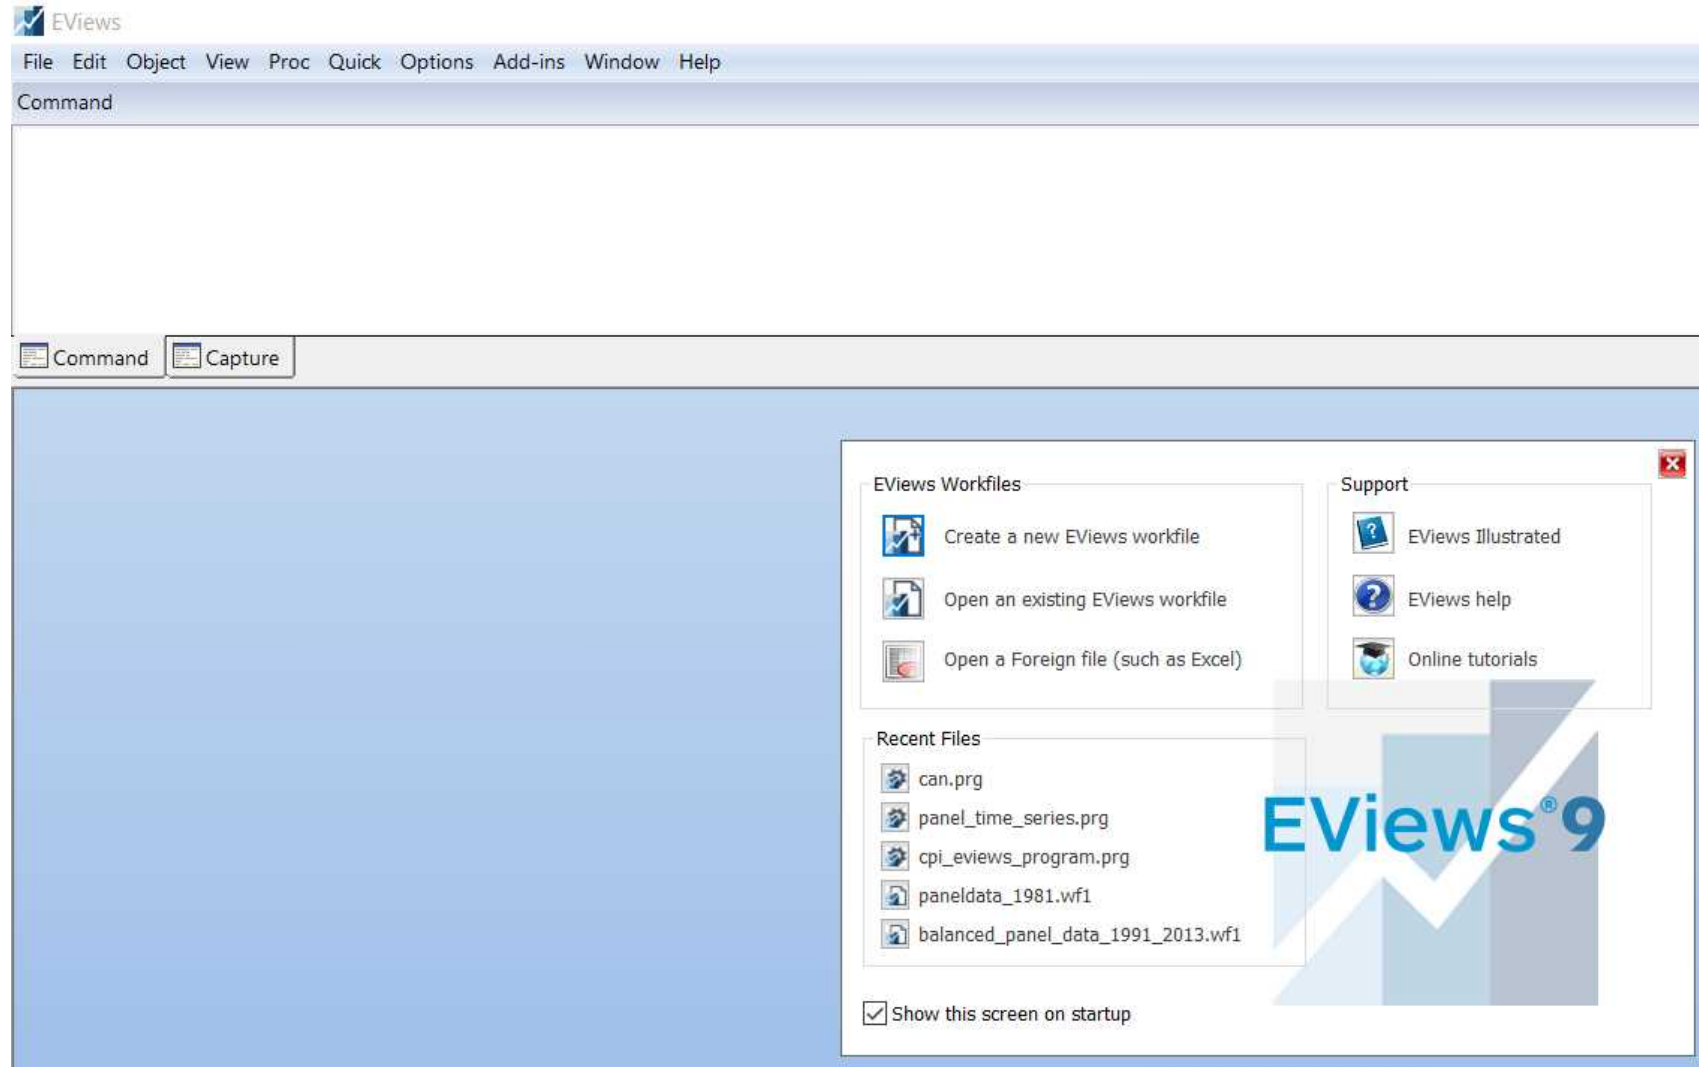 EViews
File Edit Object View Proc Quick Options Add-ins Window Help
Command
Command Capture
EViews Workfiles
Create a new EViews workfile
Open an existing EViews workfile
Open a Foreign file (such as Excel)
Support
EViews Illustrated
EViews help
Online tutorials
Recent Files
can.prg
panel_time_series.prg
cpi_eviews_program.prg
paneldata_1981.wf1
balanced_panel_data_1991_2013.wf1
EViews®9
Show this screen on startup